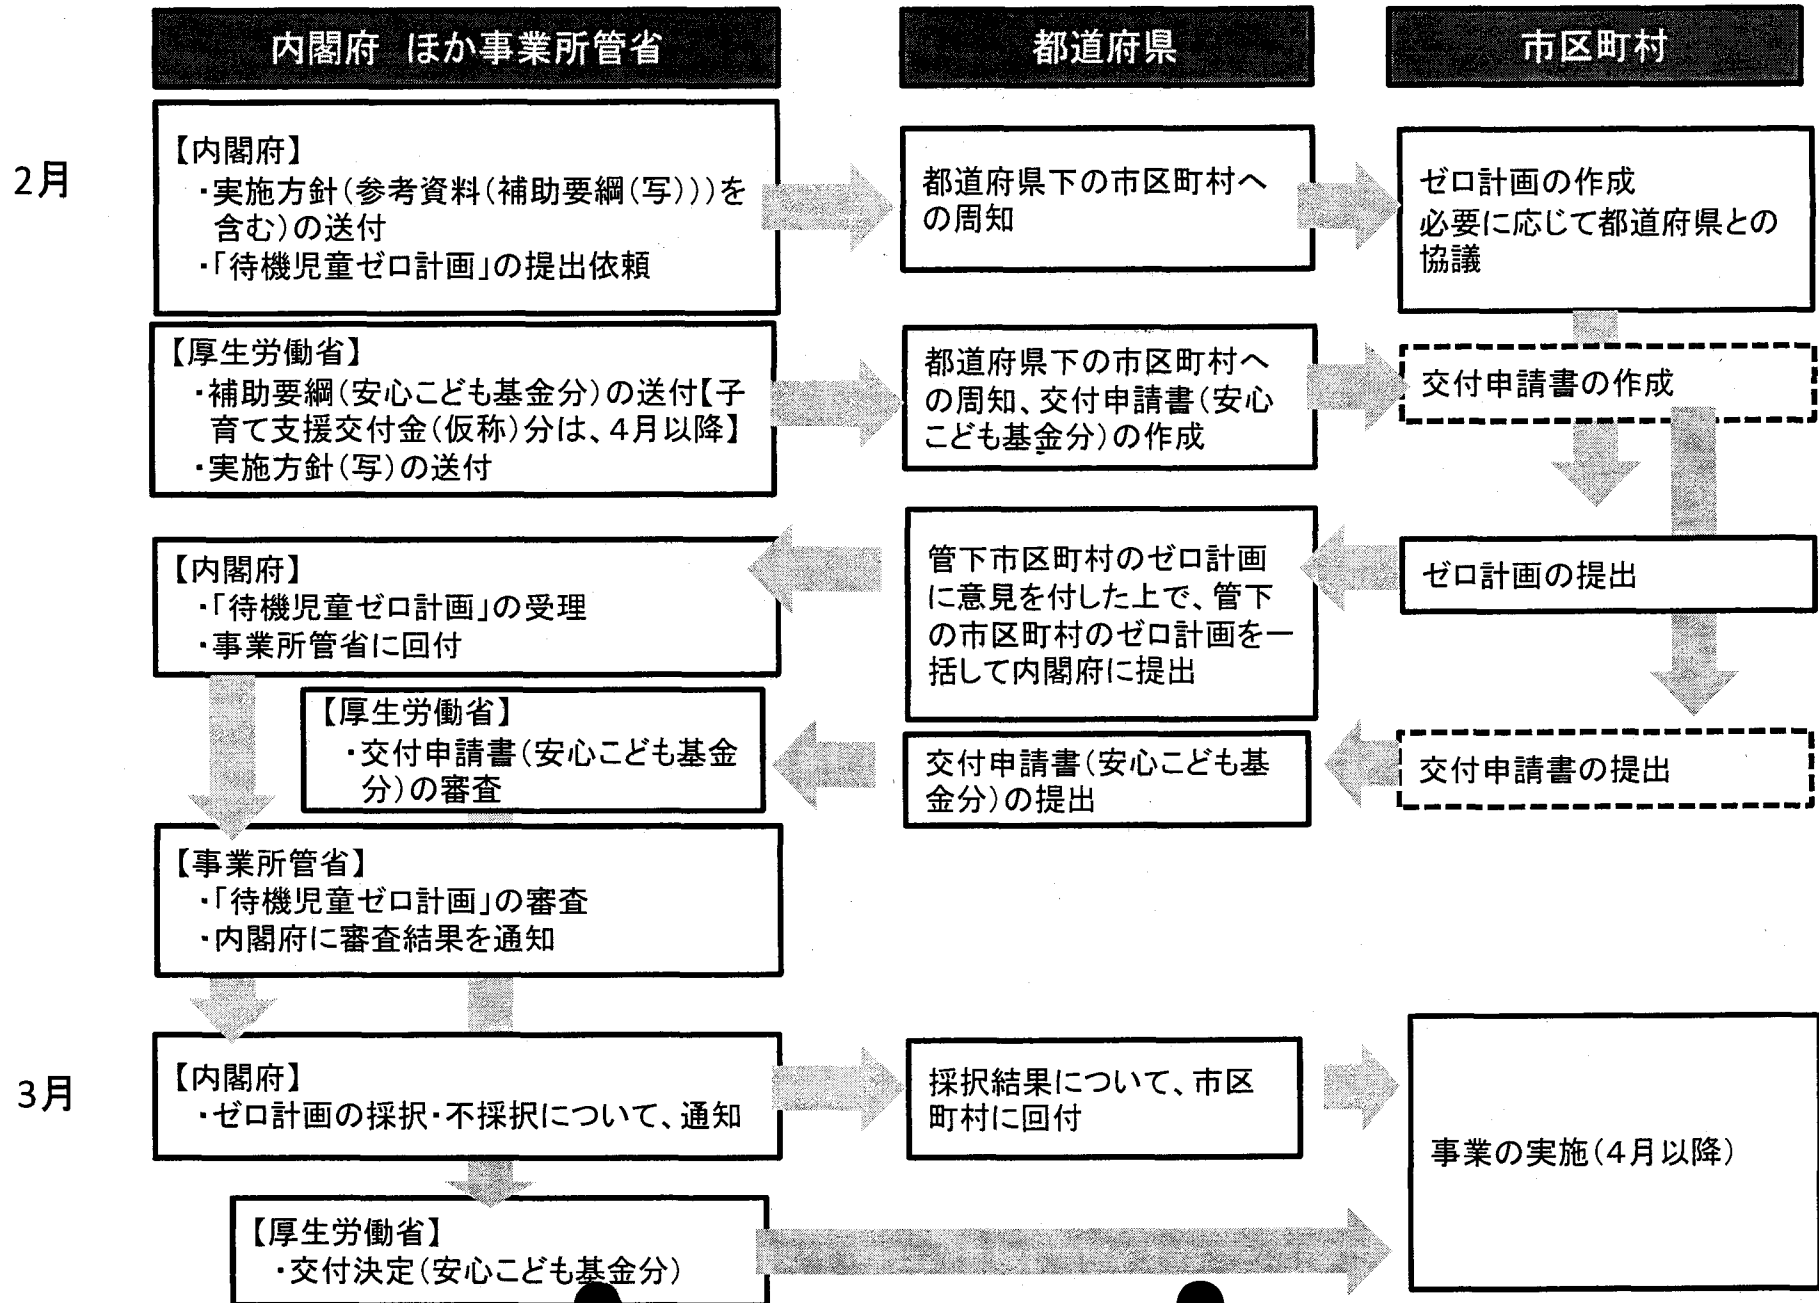 内閣府 ほか事業所管省
都道府県
市区町村
2月
【内閣府】
・実施方針(参考資料(補助要綱(写)))を
含む)の送付
・「待機児童ゼロ計画」の提出依頼
都道府県下の市区町村へ
の周知
ゼロ計画の作成
必要に応じて都道府県との
協議
【厚生労働省】
・補助要綱(安心こども基金分)の送付【子
育て支援交付金(仮称)分は、4月以降】
・実施方針(写)の送付
都道府県下の市区町村へ
の周知、交付申請書(安心
こども基金分)の作成
交付申請書の作成
【内閣府】
・「待機児童ゼロ計画」の受理
・事業所管省に回付
管下市区町村のゼロ計画
に意見を付した上で、管下
の市区町村のゼロ計画を一
括して内閣府に提出
ゼロ計画の提出
【厚生労働省】
・交付申請書(安心こども基金
分)の審査
交付申請書(安心こども基
金分)の提出
交付申請書の提出
【事業所管省】
・「待機児童ゼロ計画」の審査
・内閣府に審査結果を通知
3月
【内閣府】
・ゼロ計画の採択・不採択について、通知
採択結果について、市区
町村に回付
事業の実施(4月以降)
【厚生労働省】
・交付決定(安心こども基金分)